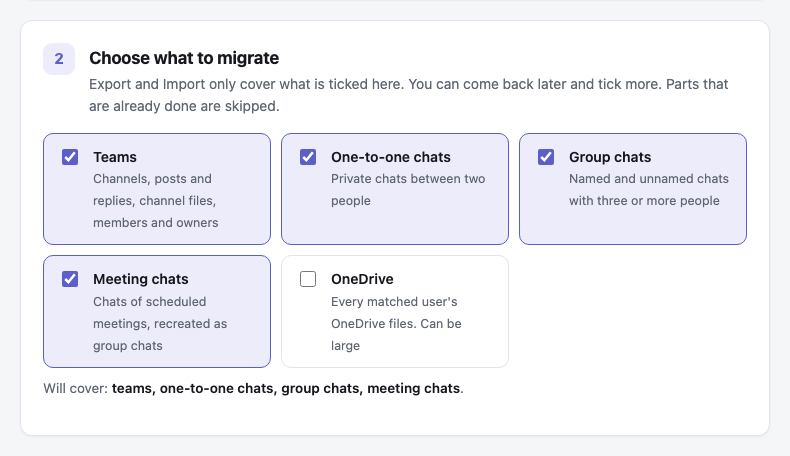 2
Choose what to migrate
Export and Import only cover what is ticked here. You can come back later and tick more. Parts that
are already done are skipped.
Teams
Channels, posts and
replies, channel files,
members and owners
One-to-one chats
Private chats between two
people
Group chats
Named and unnamed chats
with three or more people
Meeting chats
Chats of scheduled
meetings, recreated as
group chats
OneDrive
Every matched user's
OneDrive files. Can be
large
Will cover: teams, one-to-one chats, group chats, meeting chats.